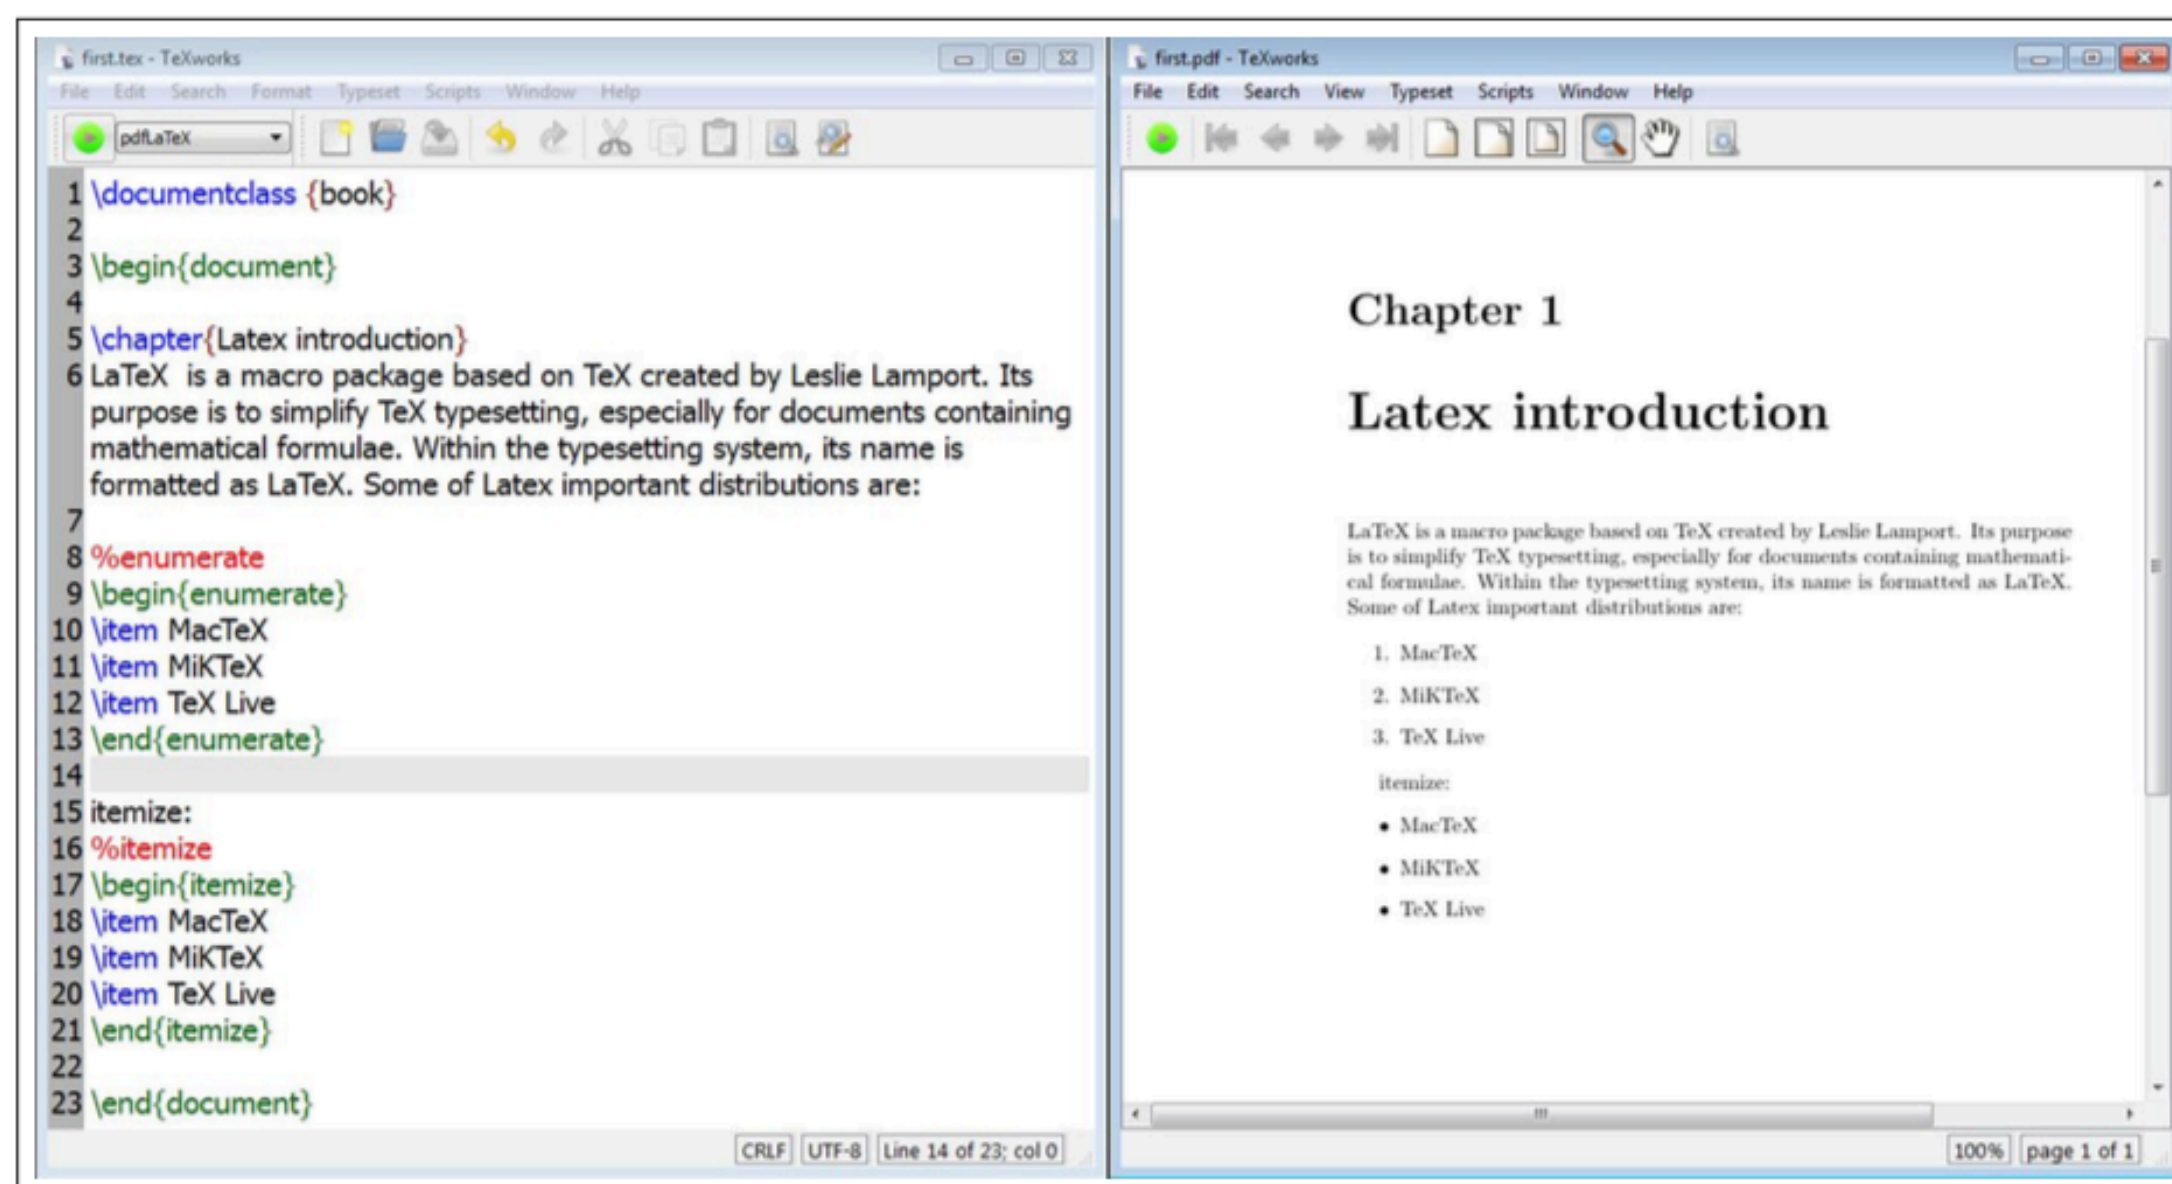 first.tex - TeXworks
File Edit Search Format Typeset Scripts Window Help
pdfLaTeX
1 \documentclass {book}
2
3 \begin{document}
4
5 \chapter{Latex introduction}
6 LaTeX is a macro package based on TeX created by Leslie Lamport. Its
purpose is to simplify TeX typesetting, especially for documents containing
mathematical formulae. Within the typesetting system, its name is
formatted as LaTeX. Some of Latex important distributions are:
7
8 %enumerate
9 \begin{enumerate}
10 \item MacTeX
11 \item MiKTeX
12 \item TeX Live
13 \end{enumerate}
14
15 itemize:
16 %itemize
17 \begin{itemize}
18 \item MacTeX
19 \item MiKTeX
20 \item TeX Live
21 \end{itemize}
22
23 \end{document}
CRLF UTF-8 Line 14 of 23; col 0
first.pdf - TeXworks
File Edit Search View Typeset Scripts Window Help
Chapter 1
Latex introduction
LaTeX is a macro package based on TeX created by Leslie Lamport. Its purpose
is to simplify TeX typesetting, especially for documents containing mathemati-
cal formulae. Within the typesetting system, its name is formatted as LaTeX.
Some of Latex important distributions are:
1. MacTeX
2. MiKTeX
3. TeX Live
itemize:
• MacTeX
• MiKTeX
• TeX Live
100% page 1 of 1